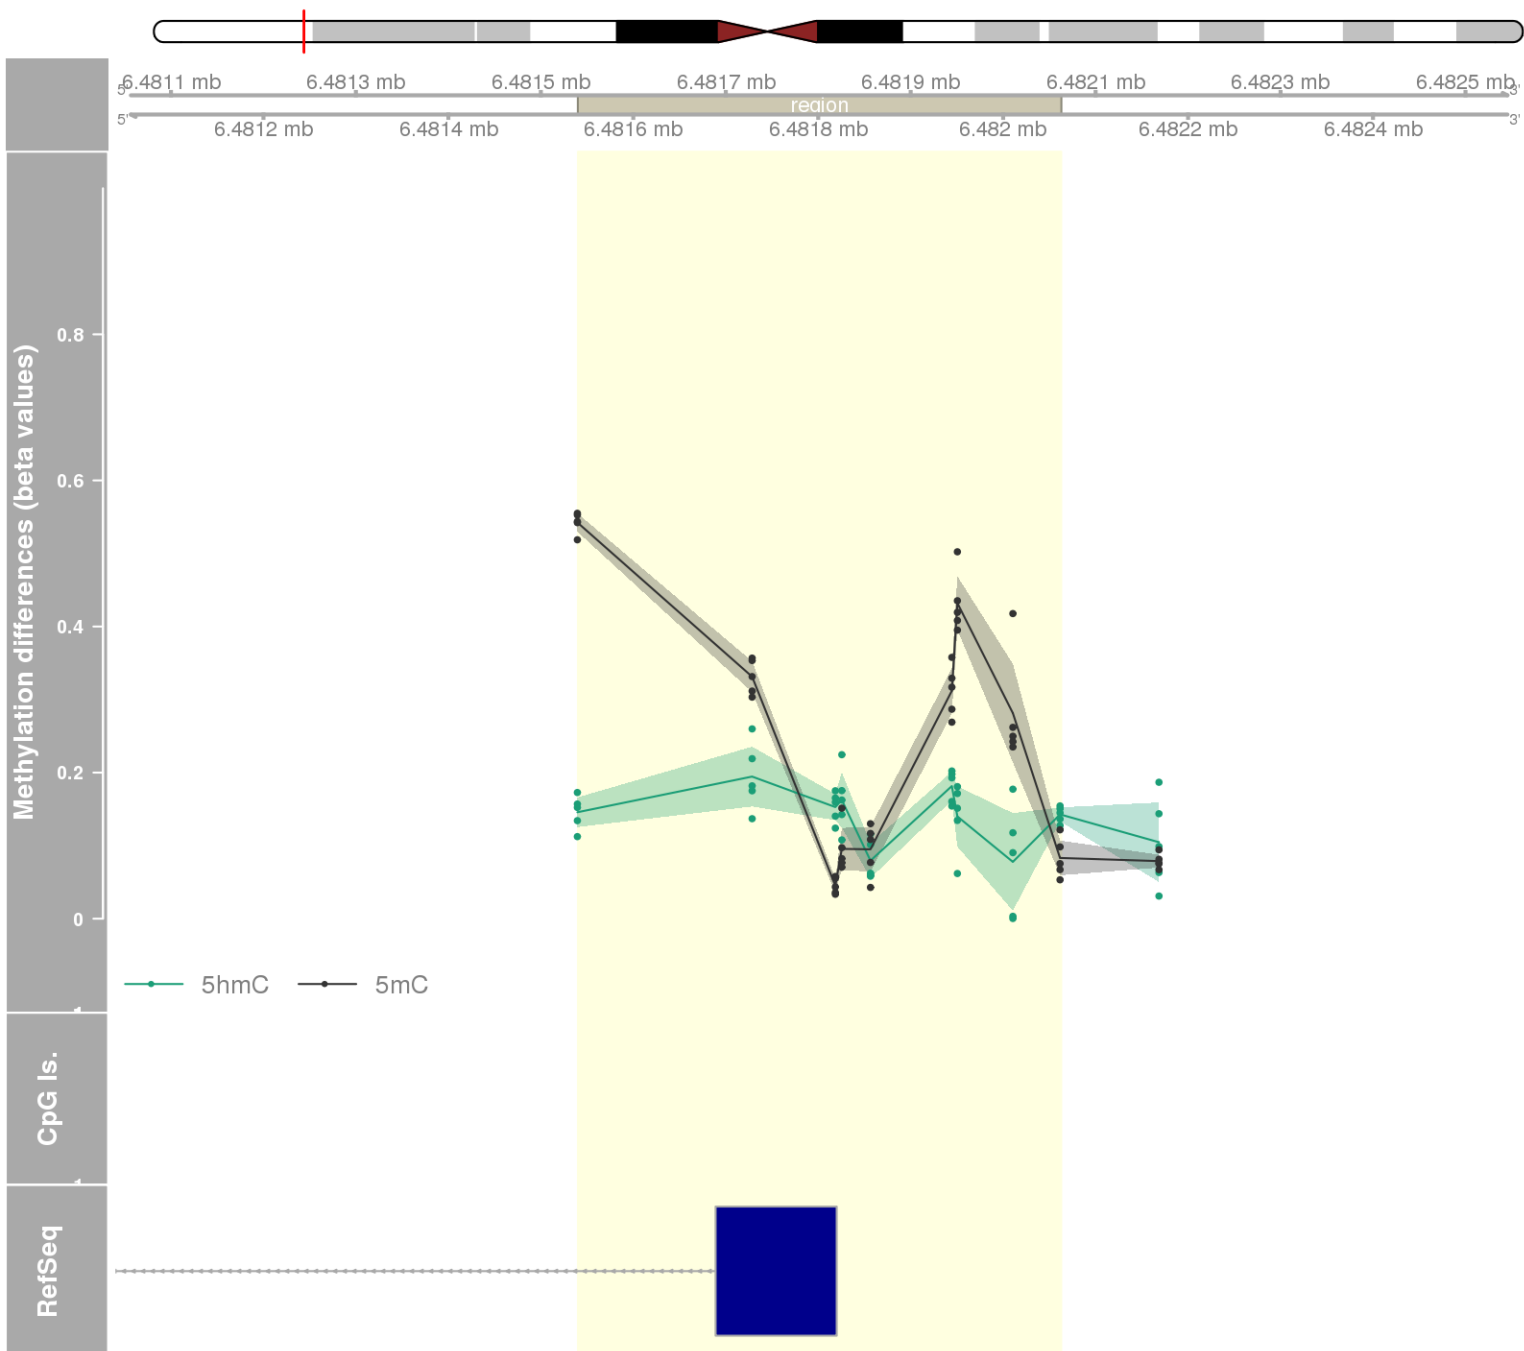 6.4811 mb 6.4813 mb 6.4815 mb 6.4817 mb 6.4819 mb 6.4821 mb 6.4823 mb 6.4825 mb
5' 3'
region
5' 3'
6.4812 mb 6.4814 mb 6.4816 mb 6.4818 mb 6.482 mb 6.4822 mb 6.4824 mb
Methylation differences (beta values)
0.8
0.6
0.4
0.2
0
5hmC 5mC
CpG Is.
RefSeq